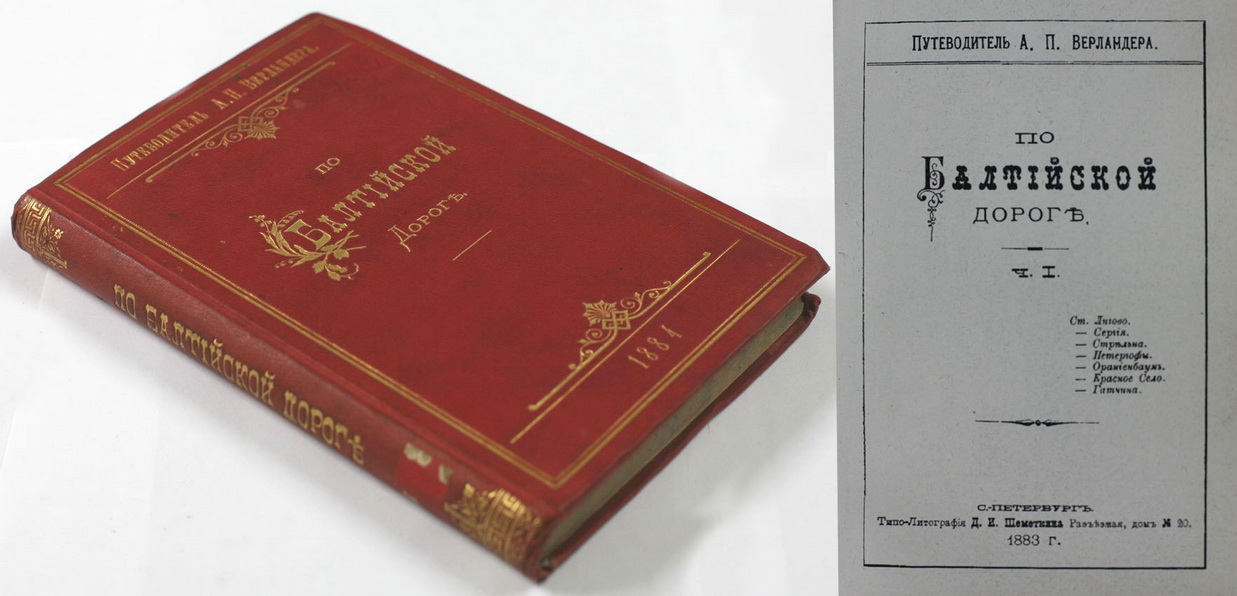 Путеводитель А. П. Верландера.
ПО
Балтійской
Дорогѣ.
1884
ПО БАЛТІЙСКОЙ ДОРОГѢ
Путеводитель А. П. Верландера.
ПО
Балтійской
ДОРОГѢ.
Ч. I.
Ст. Лигово.
— Сергія.
— Стрѣльна.
— Петергофы.
— Ораніенбаумъ.
— Красное Село.
— Гатчина.
С.-ПЕТЕРБУРГЪ.
Типо-Литографія Д. И. Шеметкина Разъѣзжая, домъ № 20.
1883 г.